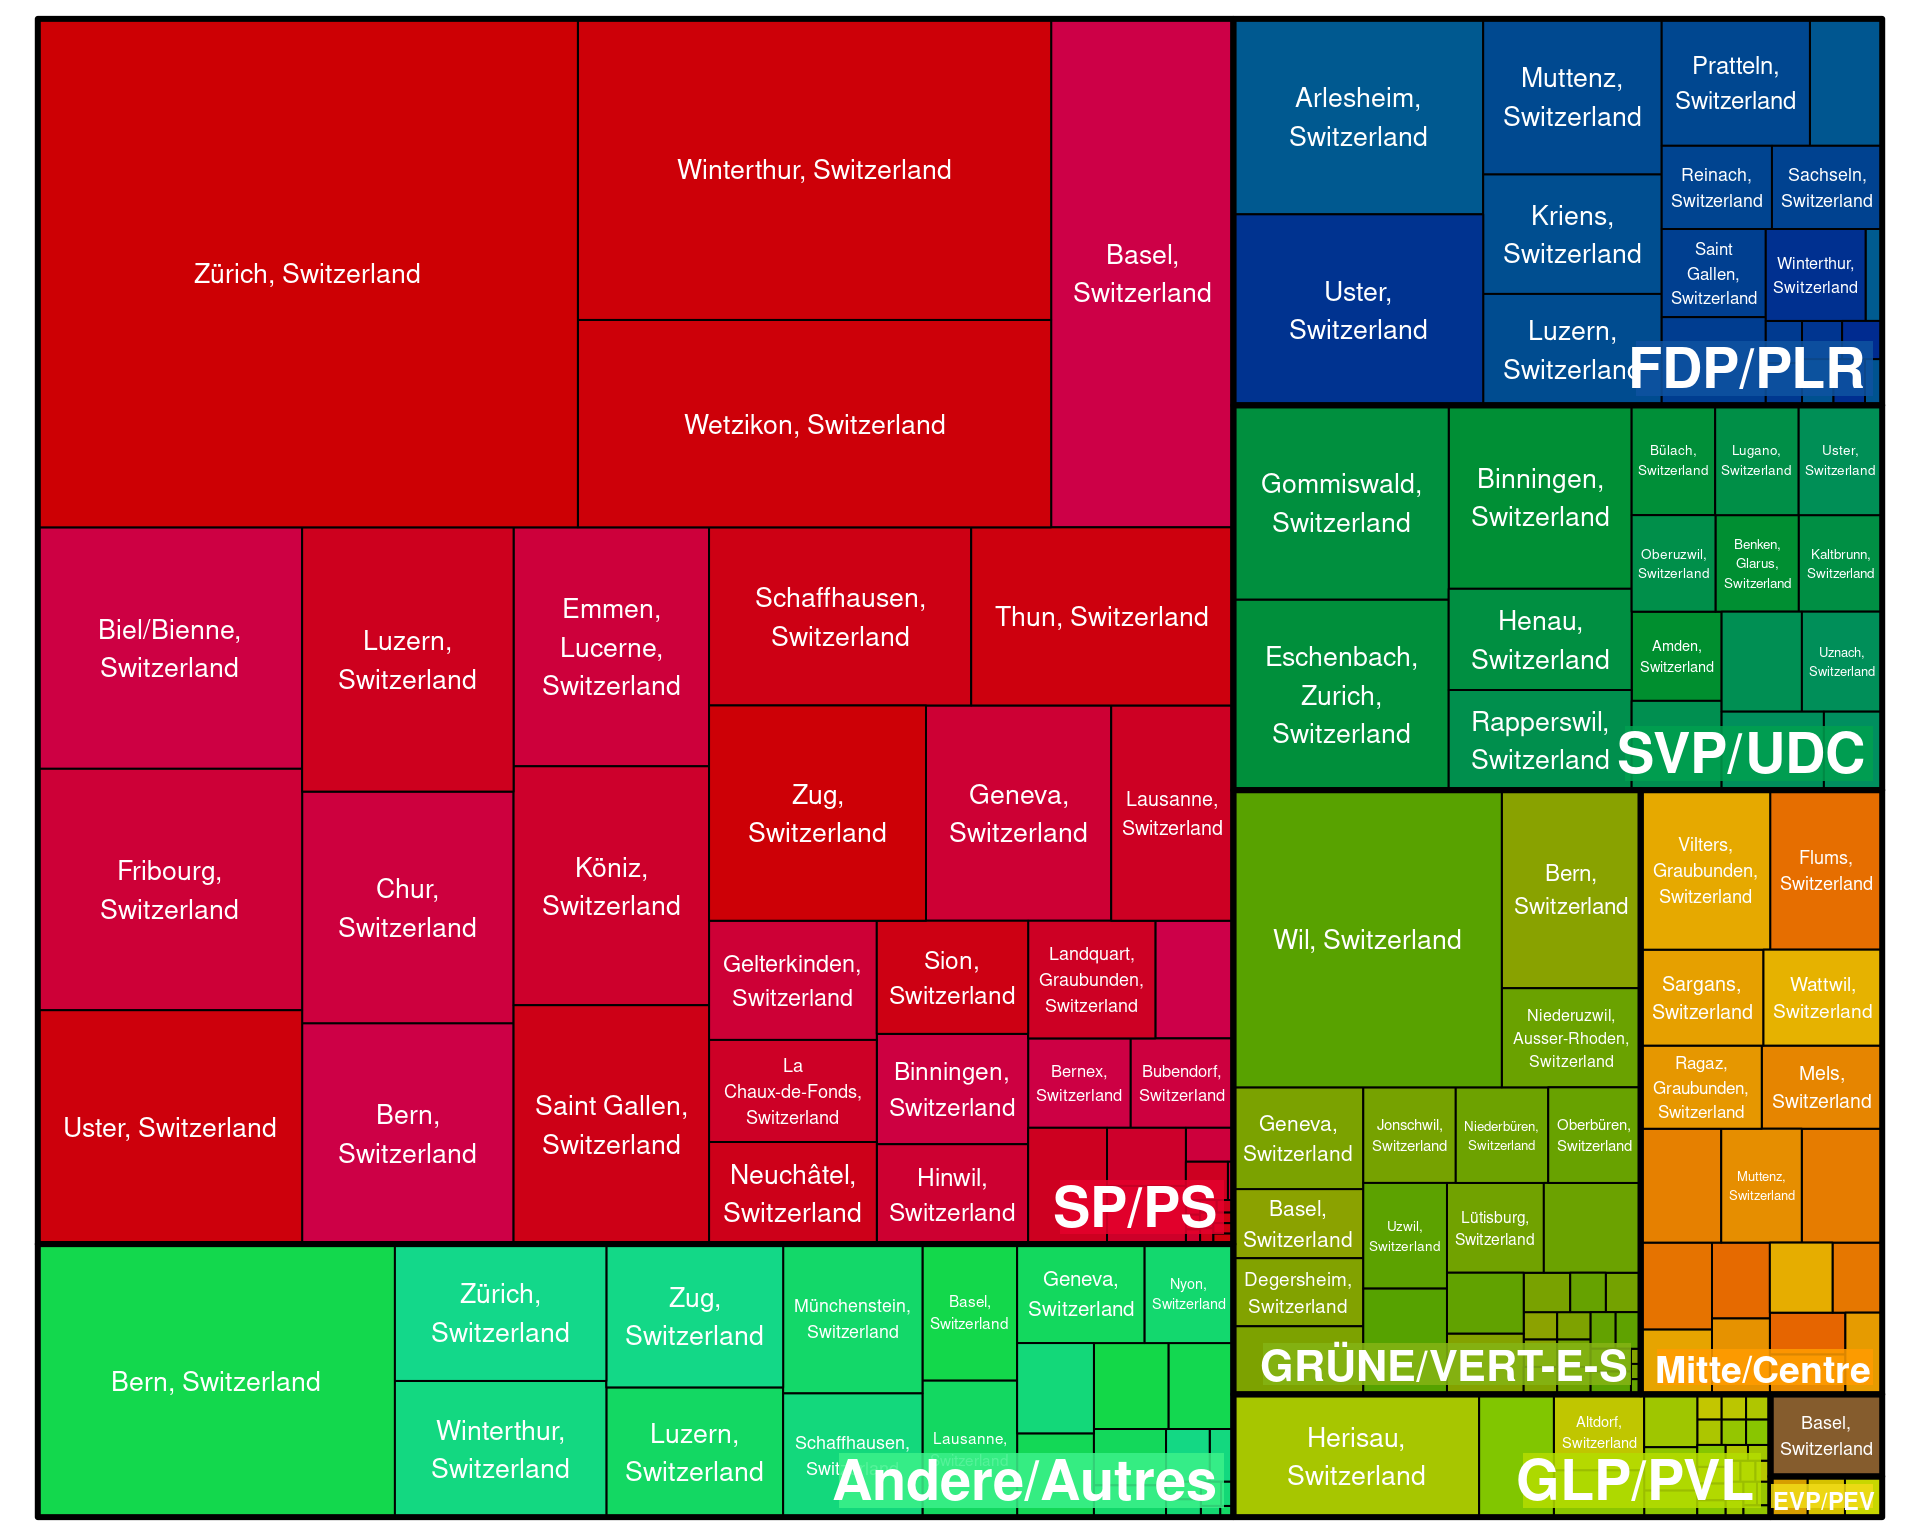 Zürich, Switzerland
Winterthur, Switzerland
Wetzikon, Switzerland
Basel,
Switzerland
Biel/Bienne,
Switzerland
Fribourg,
Switzerland
Uster, Switzerland
Luzern,
Switzerland
Chur,
Switzerland
Bern,
Switzerland
Emmen,
Lucerne,
Switzerland
Köniz,
Switzerland
Saint Gallen,
Switzerland
Schaffhausen,
Switzerland
Thun, Switzerland
Zug,
Switzerland
Geneva,
Switzerland
Lausanne,
Switzerland
Gelterkinden,
Switzerland
La
Chaux-de-Fonds,
Switzerland
Neuchâtel,
Switzerland
Sion,
Switzerland
Binningen,
Switzerland
Hinwil,
Switzerland
Landquart,
Graubunden,
Switzerland
Bernex,
Switzerland
Bubendorf,
Switzerland
SP/PS
Bern, Switzerland
Zürich,
Switzerland
Winterthur,
Switzerland
Zug,
Switzerland
Luzern,
Switzerland
Münchenstein,
Switzerland
Schaffhausen,
Switzerland
Basel,
Switzerland
Lausanne,
Switzerland
Geneva,
Switzerland
Nyon,
Switzerland
Andere/Autres
Arlesheim,
Switzerland
Uster,
Switzerland
Muttenz,
Switzerland
Kriens,
Switzerland
Luzern,
Switzerland
Pratteln,
Switzerland
Reinach,
Switzerland
Sachseln,
Switzerland
Saint
Gallen,
Switzerland
Winterthur,
Switzerland
FDP/PLR
Gommiswald,
Switzerland
Eschenbach,
Zurich,
Switzerland
Binningen,
Switzerland
Henau,
Switzerland
Rapperswil,
Switzerland
Bülach,
Switzerland
Lugano,
Switzerland
Uster,
Switzerland
Oberuzwil,
Switzerland
Benken,
Glarus,
Switzerland
Kaltbrunn,
Switzerland
Amden,
Switzerland
Uznach,
Switzerland
SVP/UDC
Wil, Switzerland
Bern,
Switzerland
Niederuzwil,
Ausser-Rhoden,
Switzerland
Geneva,
Switzerland
Basel,
Switzerland
Degersheim,
Switzerland
Jonschwil,
Switzerland
Niederbüren,
Switzerland
Oberbüren,
Switzerland
Uzwil,
Switzerland
Lütisburg,
Switzerland
GRÜNE/VERT-E-S
Vilters,
Graubunden,
Switzerland
Flums,
Switzerland
Sargans,
Switzerland
Wattwil,
Switzerland
Ragaz,
Graubunden,
Switzerland
Mels,
Switzerland
Muttenz,
Switzerland
Mitte/Centre
Herisau,
Switzerland
Altdorf,
Switzerland
GLP/PVL
Basel,
Switzerland
EVP/PEV